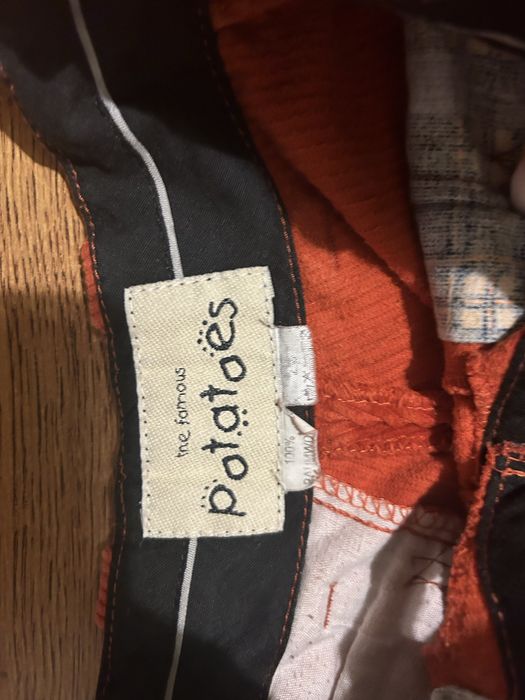 the famous
potatoes
100%